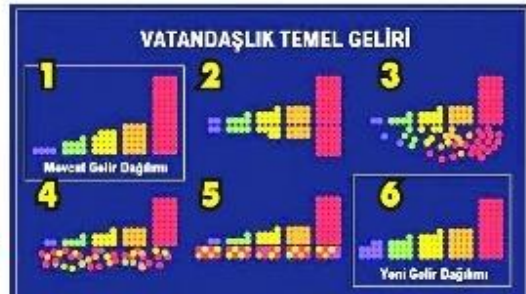 VATANDAŞLIK TEMEL GELİRİ
1
2
3
Mevcut Gelir Dağılımı
4
5
6
Yeni Gelir Dağılımı